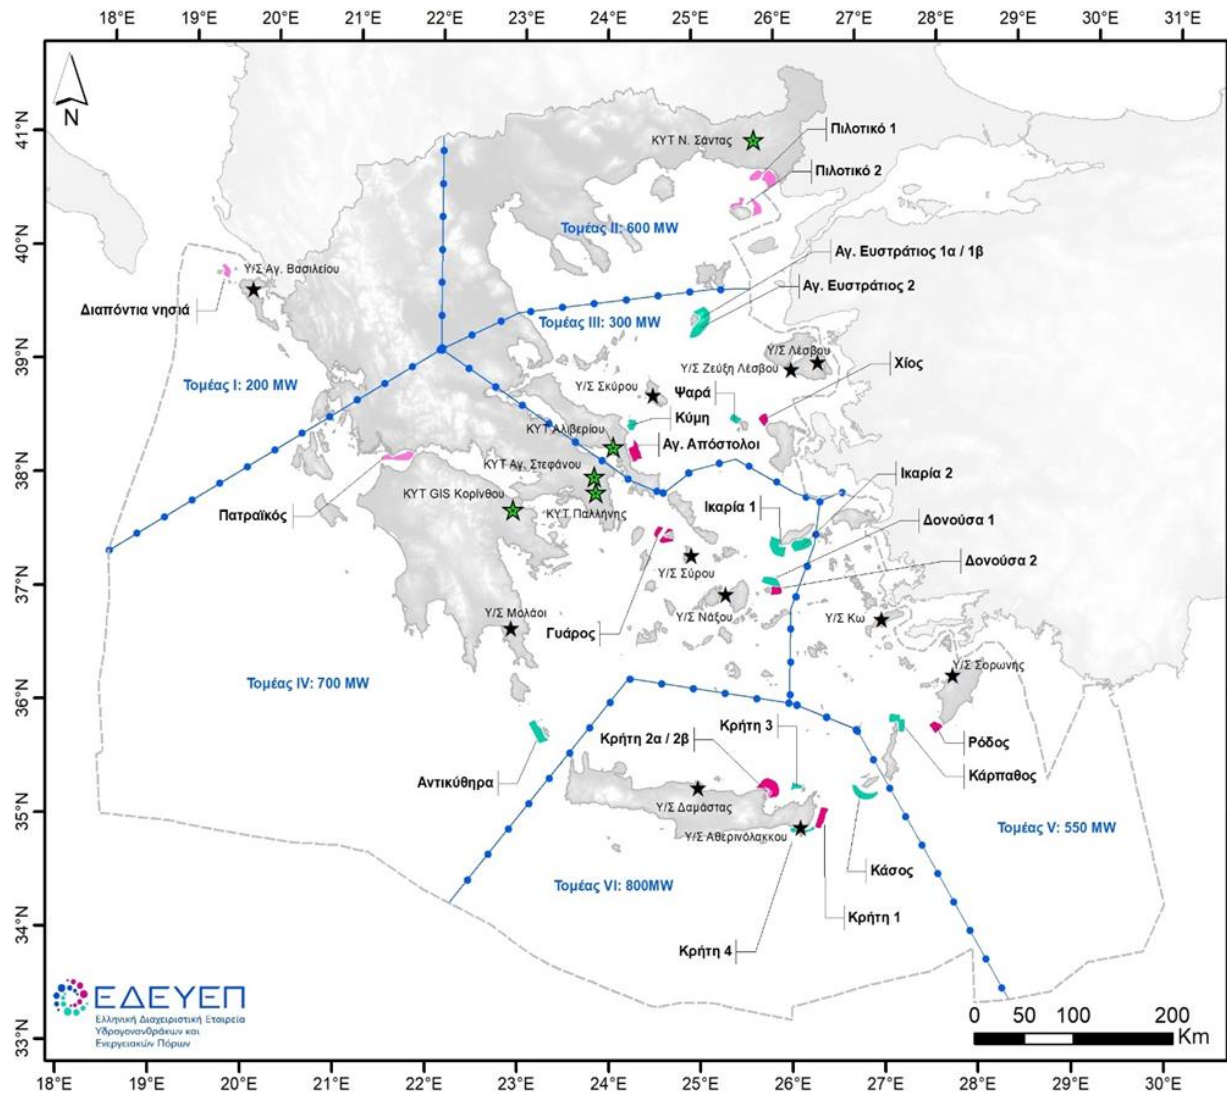 18°E 19°E 20°E 21°E 22°E 23°E 24°E 25°E 26°E 27°E 28°E 29°E 30°E 31°E
N
41°N
ΚΥΤ Ν. Σάντας
Πιλοτικό 1
Πιλοτικό 2
40°N
Τομέας II: 600 MW
Αγ. Ευστράτιος 1α / 1β
Υ/Σ Αγ. Βασιλείου
Αγ. Ευστράτιος 2
Διαπόντια νησιά
Τομέας III: 300 MW
39°N
Υ/Σ Λέσβου
Υ/Σ Ζεύξη Λέσβου
Χίος
Τομέας I: 200 MW
Υ/Σ Σκύρου
Ψαρά
Κύμη
ΚΥΤ Αλιβερίου
Αγ. Απόστολοι
38°N
ΚΥΤ Αγ. Στεφάνου
Ικαρία 2
ΚΥΤ GIS Κορίνθου
Πατραϊκός
ΚΥΤ Παλλήνης
Ικαρία 1
Δονούσα 1
Δονούσα 2
37°N
Υ/Σ Σύρου
Υ/Σ Μολάοι
Υ/Σ Νάξου
Υ/Σ Κω
Γυάρος
Υ/Σ Σορωνής
Τομέας IV: 700 MW
36°N
Κρήτη 3
Κρήτη 2α / 2β
Ρόδος
Κάρπαθος
Αντικύθηρα
35°N
Υ/Σ Δαμάστας
Υ/Σ Αθερινόλακκου
Τομέας V: 550 MW
Κάσος
Τομέας VI: 800MW
Κρήτη 1
34°N
Κρήτη 4
ΕΔΕΥΕΠ
Ελληνική Διαχειριστική Εταιρεία
Υδρογονανθράκων και
Ενεργειακών Πόρων
33°N
0 50 100 200
Km
18°E 19°E 20°E 21°E 22°E 23°E 24°E 25°E 26°E 27°E 28°E 29°E 30°E